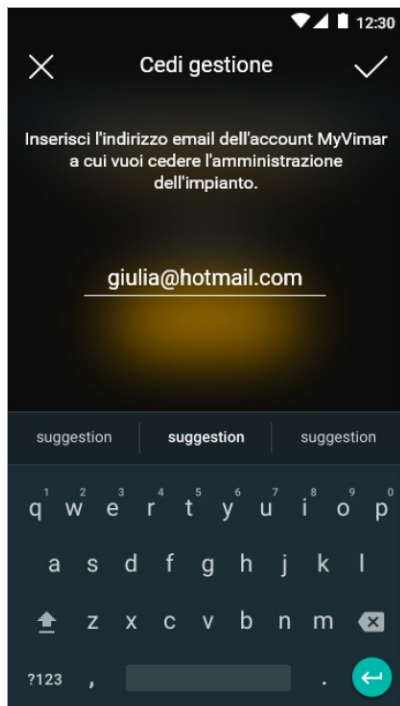 12:30
Cedi gestione
Inserisci l'indirizzo email dell'account MyVimar
a cui vuoi cedere l'amministrazione
dell'impianto.
giulia@hotmail.com
suggestion suggestion suggestion
1 2 3 4 5 6 7 8 9 0
q w e r t y u i o p
a s d f g h j k l
z x c v b n m
?123 , .